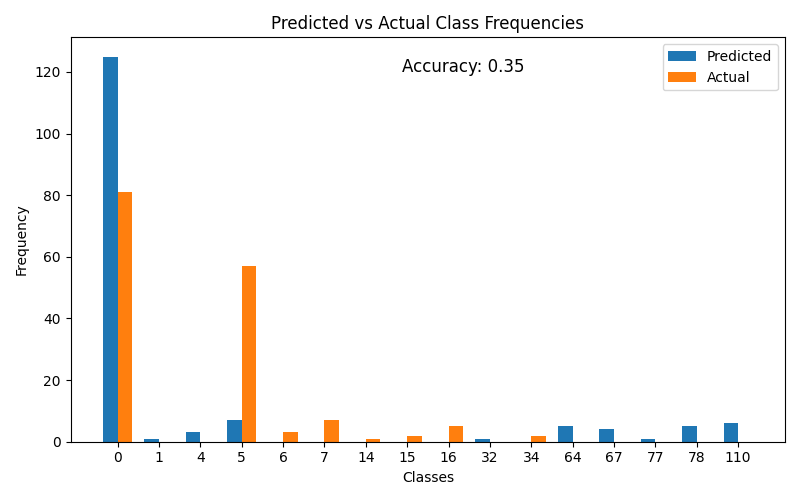 Predicted vs Actual Class Frequencies
Accuracy: 0.35
Predicted
Actual
Frequency
120
100
80
60
40
20
0
0 1 4 5 6 7 14 15 16 32 34 64 67 77 78 110
Classes